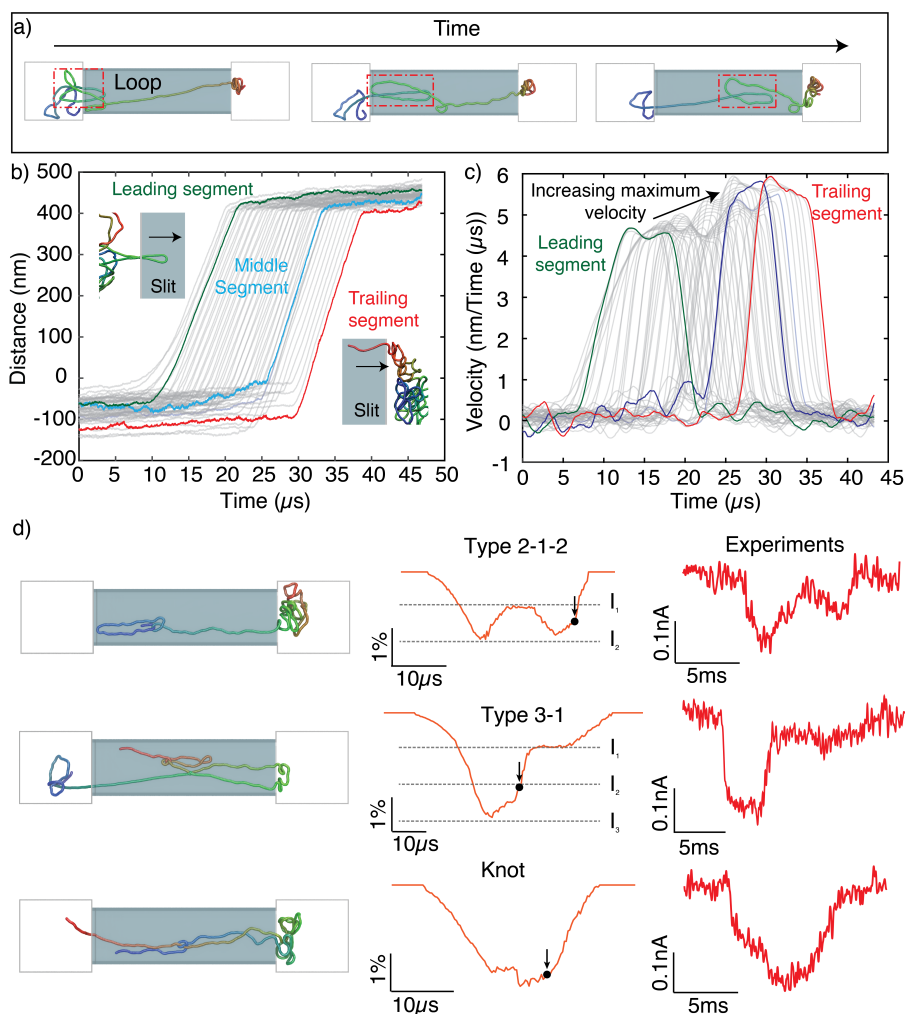 a)
Time
Loop
b)
500
400
300
200
100
0
-100
-200
Distance (nm)
Leading segment
Middle
Segment
Trailing
segment
Slit
Slit
0 5 10 15 20 25 30 35 40 45 50
Time (µs)
c)
6
5
4
3
2
1
0
-1
Velocity (nm/Time (µs))
Increasing maximum
velocity
Trailing
segment
Leading
segment
0 5 10 15 20 25 30 35 40 45
Time (µs)
d)
Type 2-1-2
I₁
I₂
1%
10µs
Experiments
0.1nA
5ms
Type 3-1
I₁
I₂
I₃
1%
10µs
0.1nA
5ms
Knot
1%
10µs
0.1nA
5ms